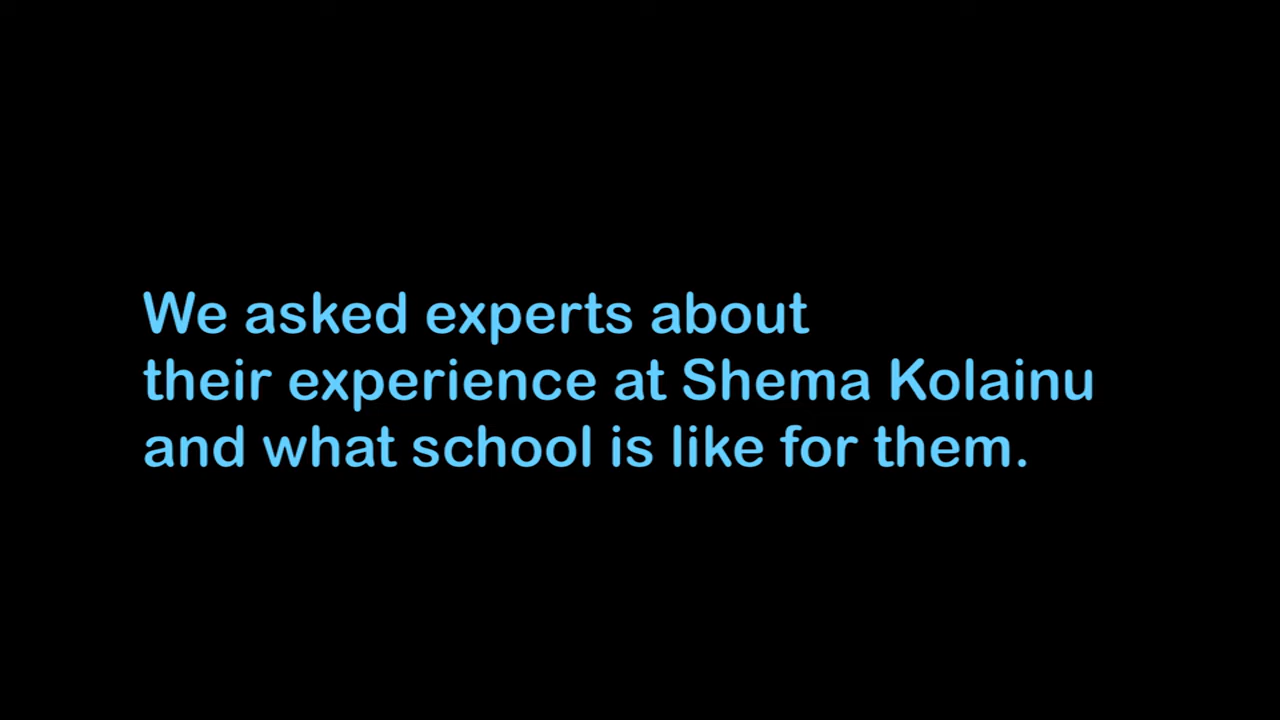 We asked experts about
their experience at Shema Kolainu
and what school is like for them.